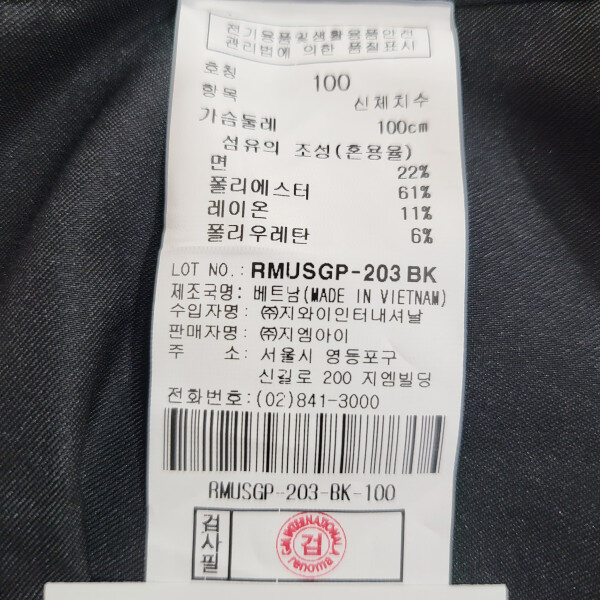 전기용품및생활용품안전
관리법에 의한 품질표시
호칭 100
항목 신체치수
가슴둘레 100cm
섬유의 조성(혼용율)
면 22%
폴리에스터 61%
레이온 11%
폴리우레탄 6%
LOT NO.: RMUSGP-203 BK
제조국명: 베트남(MADE IN VIETNAM)
수입자명: ㈜지와이인터내셔날
판매자명: ㈜지엠아이
주 소: 서울시 영등포구
신길로 200 지엠빌딩
전화번호:(02)841-3000
RMUSGP-203-BK-100
검사필
검